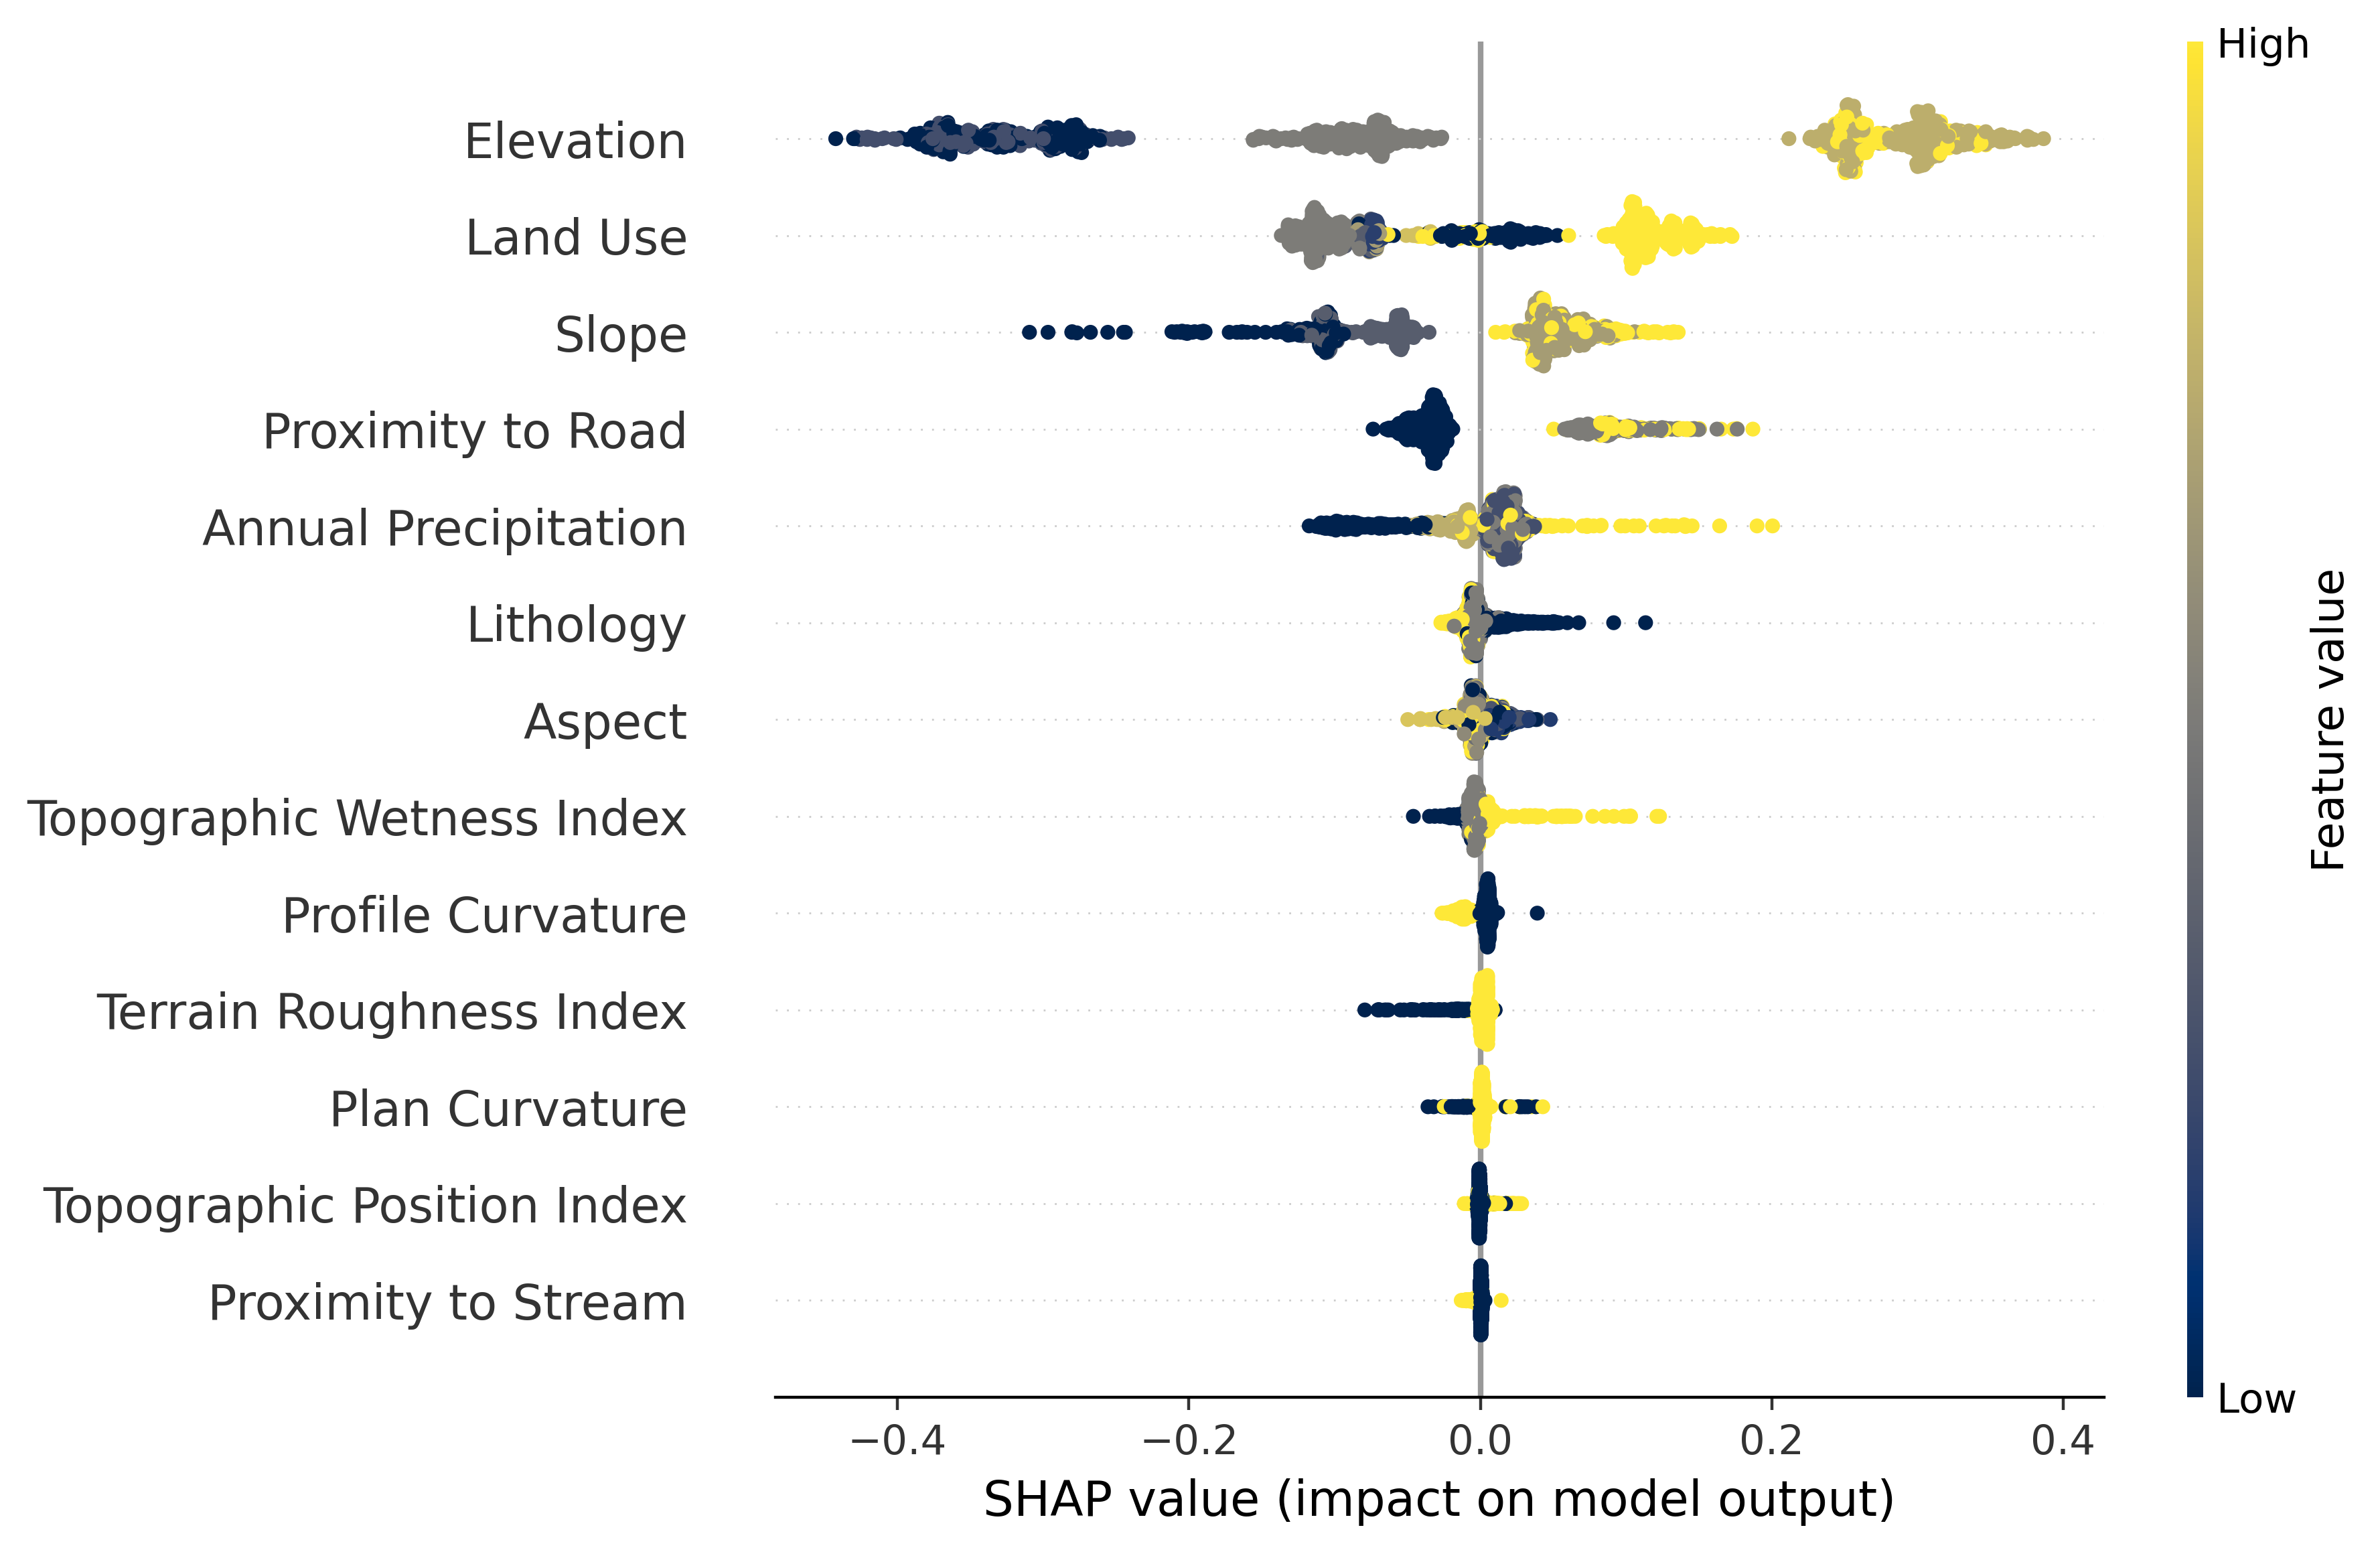 High
Elevation
Land Use
Slope
Proximity to Road
Annual Precipitation
Lithology
Aspect
Topographic Wetness Index
Profile Curvature
Terrain Roughness Index
Plan Curvature
Topographic Position Index
Proximity to Stream
Feature value
Low
−0.4
−0.2
0.0
0.2
0.4
SHAP value (impact on model output)